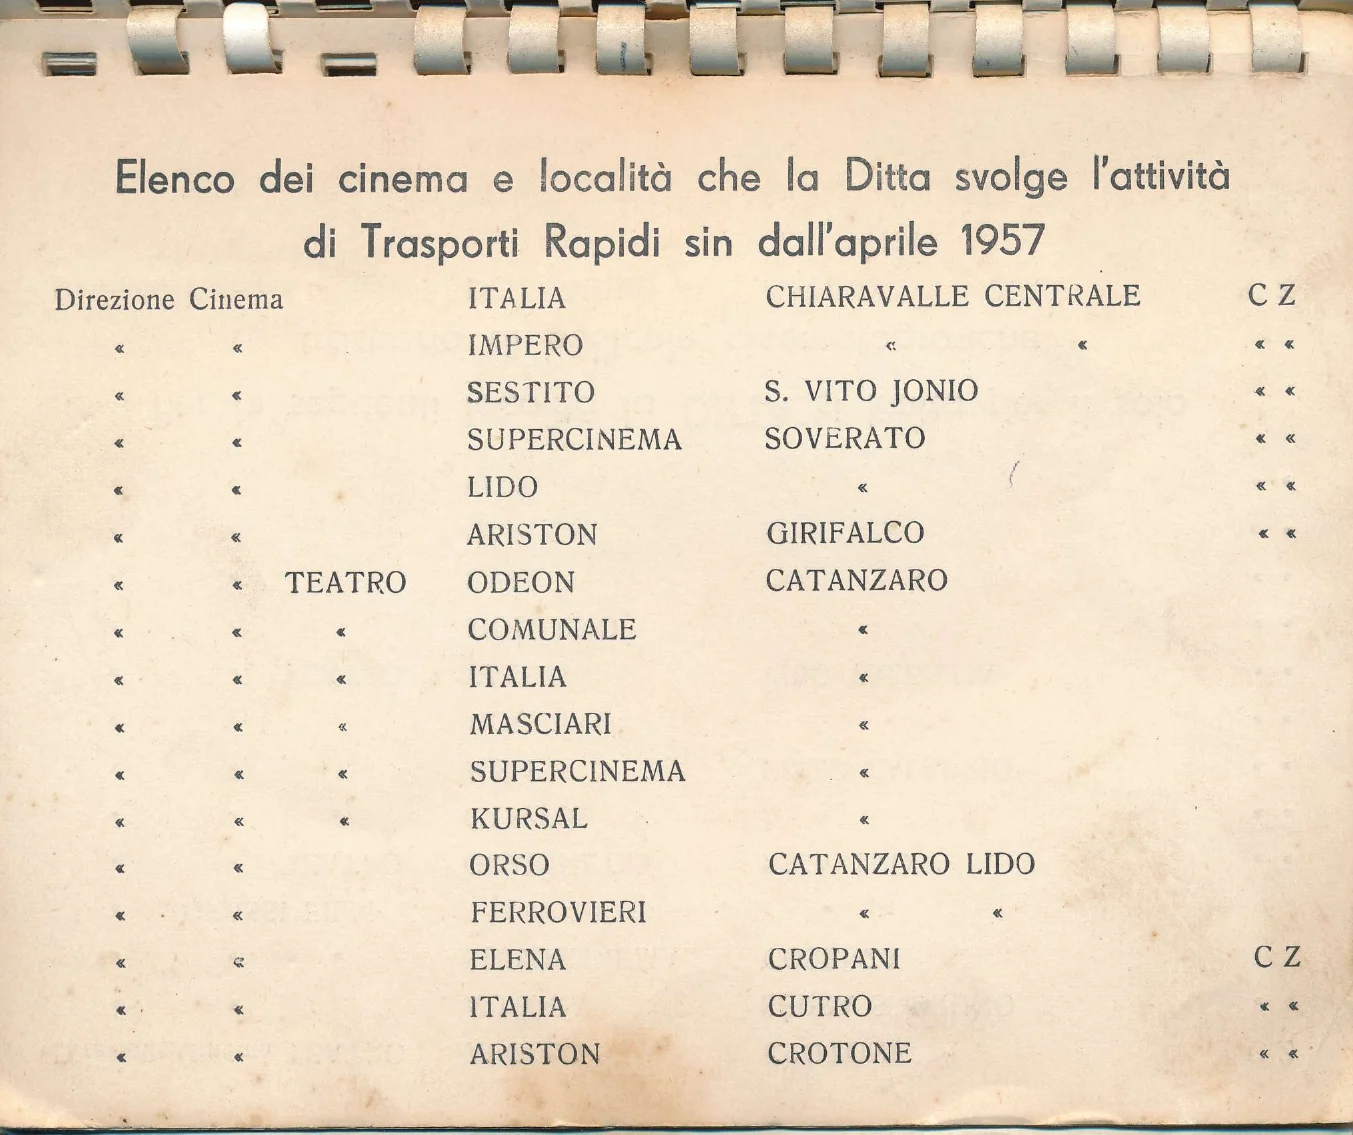 Elenco dei cinema e località che la Ditta svolge l'attività
di Trasporti Rapidi sin dall'aprile 1957
Direzione Cinema ITALIA CHIARAVALLE CENTRALE C Z
« « IMPERO « « « «
« « SESTITO S. VITO JONIO « «
« « SUPERCINEMA SOVERATO « «
« « LIDO « « «
« « ARISTON GIRIFALCO « «
« « TEATRO ODEON CATANZARO
« « « COMUNALE «
« « « ITALIA «
« « « MASCIARI «
« « « SUPERCINEMA «
« « « KURSAL «
« « ORSO CATANZARO LIDO
« « FERROVIERI « «
« « ELENA CROPANI C Z
« « ITALIA CUTRO « «
« « ARISTON CROTONE « «